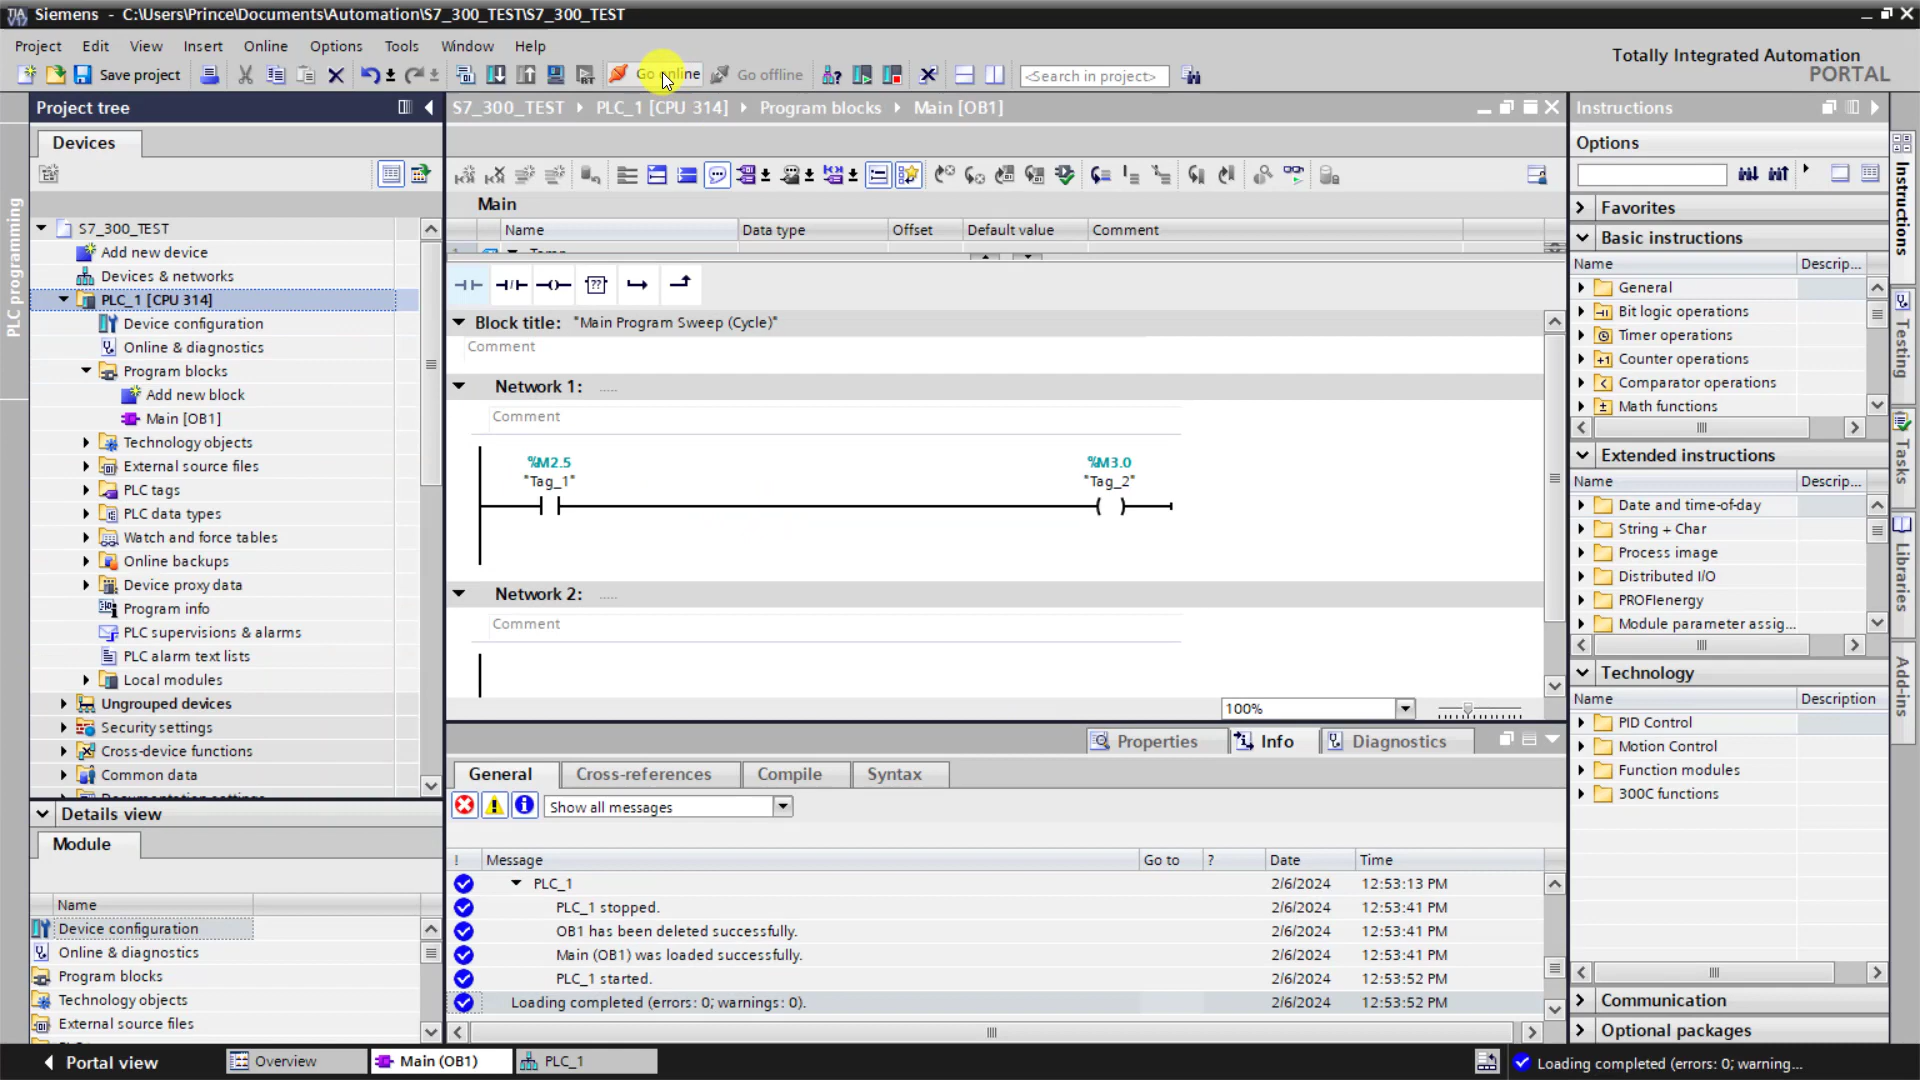 Siemens - C:\Users\Prince\Documents\Automation\S7_300_TEST\S7_300_TEST
Project Edit View Insert Online Options Tools Window Help
Totally Integrated Automation
PORTAL
Save project
Go online
Go offline
<Search in project>
Project tree
Devices
PLC programming
S7_300_TEST
Add new device
Devices & networks
PLC_1 [CPU 314]
Device configuration
Online & diagnostics
Program blocks
Add new block
Main [OB1]
Technology objects
External source files
PLC tags
PLC data types
Watch and force tables
Online backups
Device proxy data
Program info
PLC supervisions & alarms
PLC alarm text lists
Local modules
Ungrouped devices
Security settings
Cross-device functions
Common data
Documentation settings
Details view
Module
Name
Device configuration
Online & diagnostics
Program blocks
Technology objects
External source files
S7_300_TEST PLC_1 [CPU 314] Program blocks Main [OB1]
Main
Name Data type Offset Default value Comment
Temp
Block title: "Main Program Sweep (Cycle)"
Comment
Network 1: .....
Comment
%M2.5
"Tag_1"
%M3.0
"Tag_2"
Network 2: .....
Comment
100%
Properties Info Diagnostics
General Cross-references Compile Syntax
Show all messages
! Message Go to ? Date Time
PLC_1 2/6/2024 12:53:13 PM
PLC_1 stopped. 2/6/2024 12:53:41 PM
OB1 has been deleted successfully. 2/6/2024 12:53:41 PM
Main (OB1) was loaded successfully. 2/6/2024 12:53:41 PM
PLC_1 started. 2/6/2024 12:53:52 PM
Loading completed (errors: 0; warnings: 0). 2/6/2024 12:53:52 PM
Instructions
Options
Favorites
Basic instructions
Name Descrip...
General
Bit logic operations
Timer operations
Counter operations
Comparator operations
Math functions
Extended instructions
Name Descrip...
Date and time-of-day
String + Char
Process image
Distributed I/O
PROFIenergy
Module parameter assig...
Technology
Name Description
PID Control
Motion Control
Function modules
300C functions
Communication
Optional packages
Instructions
Testing
Tasks
Libraries
Add-ins
Portal view Overview Main (OB1) PLC_1
Loading completed (errors: 0; warning...